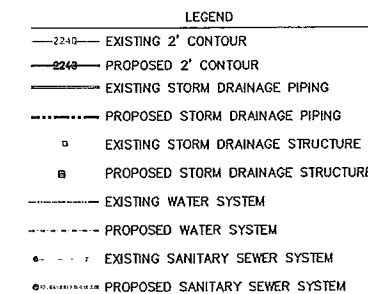 LEGEND
2240 EXISTING 2' CONTOUR
PROPOSED 2' CONTOUR
EXISTING STORM DRAINAGE PIPING
PROPOSED STORM DRAINAGE PIPING
EXISTING STORM DRAINAGE STRUCTURE
PROPOSED STORM DRAINAGE STRUCTURE
EXISTING WATER SYSTEM
PROPOSED WATER SYSTEM
EXISTING SANITARY SEWER SYSTEM
PROPOSED SANITARY SEWER SYSTEM